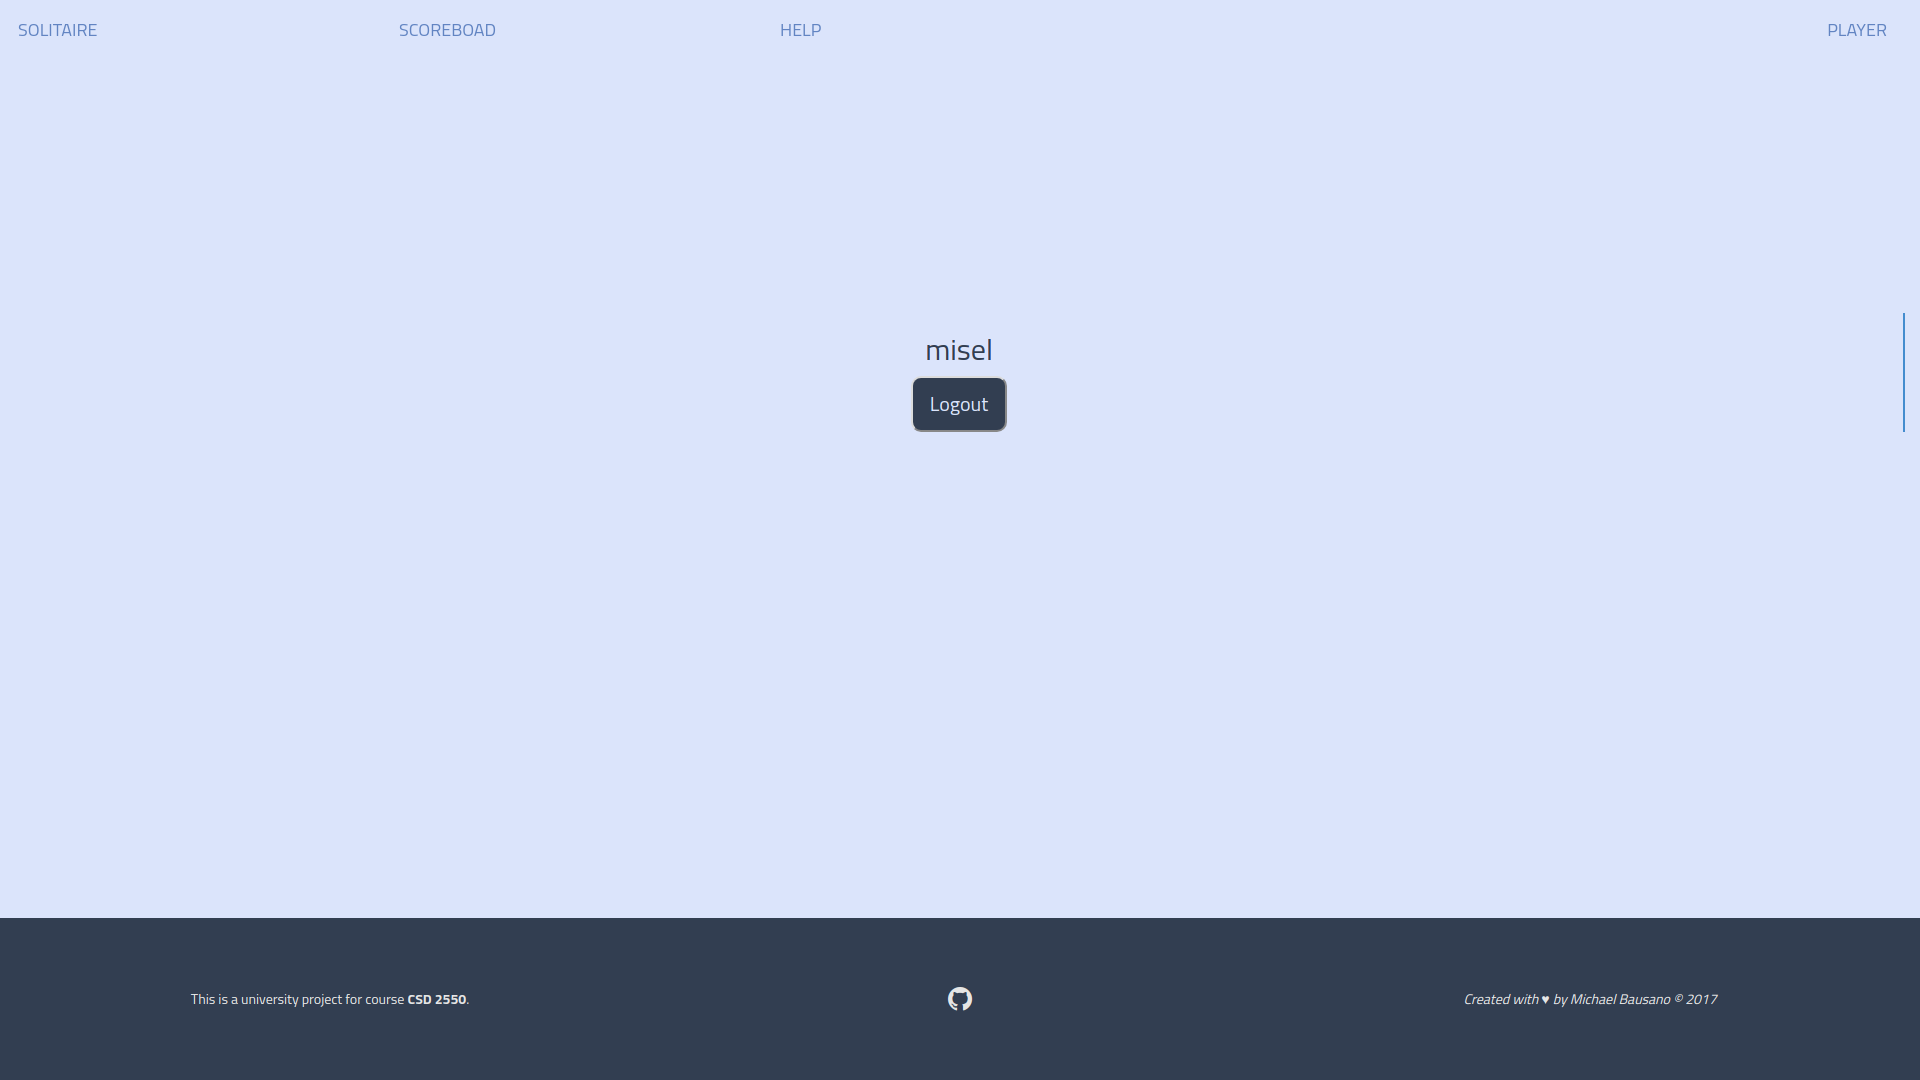 SOLITAIRE
SCOREBOAD
HELP
PLAYER
misel
Logout
This is a university project for course CSD 2550.
Created with ♥ by Michael Bausano © 2017